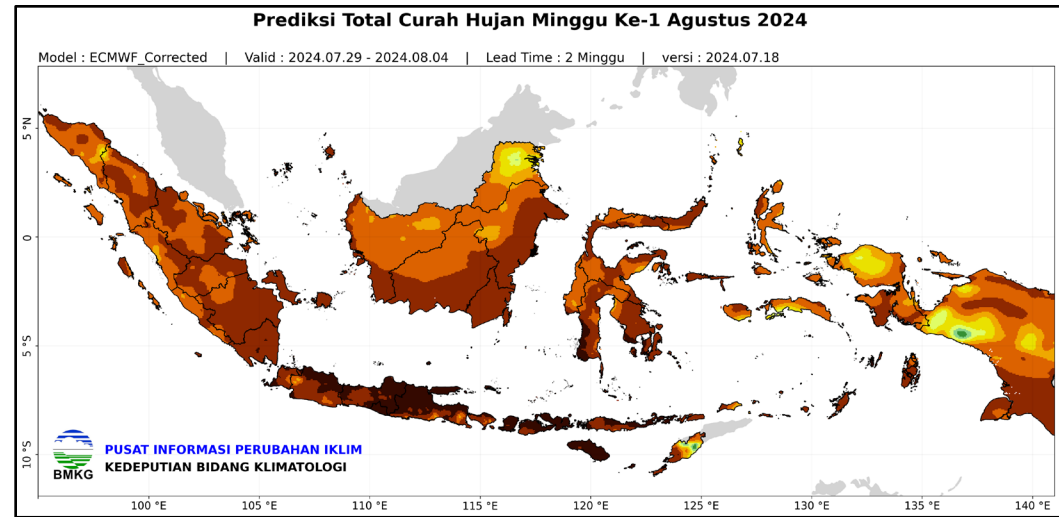 Prediksi Total Curah Hujan Minggu Ke-1 Agustus 2024
Model : ECMWF_Corrected | Valid : 2024.07.29 - 2024.08.04 | Lead Time : 2 Minggu | versi : 2024.07.18
5 °N
0
5 °S
10 °S
BMKG
PUSAT INFORMASI PERUBAHAN IKLIM
KEDEPUTIAN BIDANG KLIMATOLOGI
100 °E 105 °E 110 °E 115 °E 120 °E 125 °E 130 °E 135 °E 140 °E